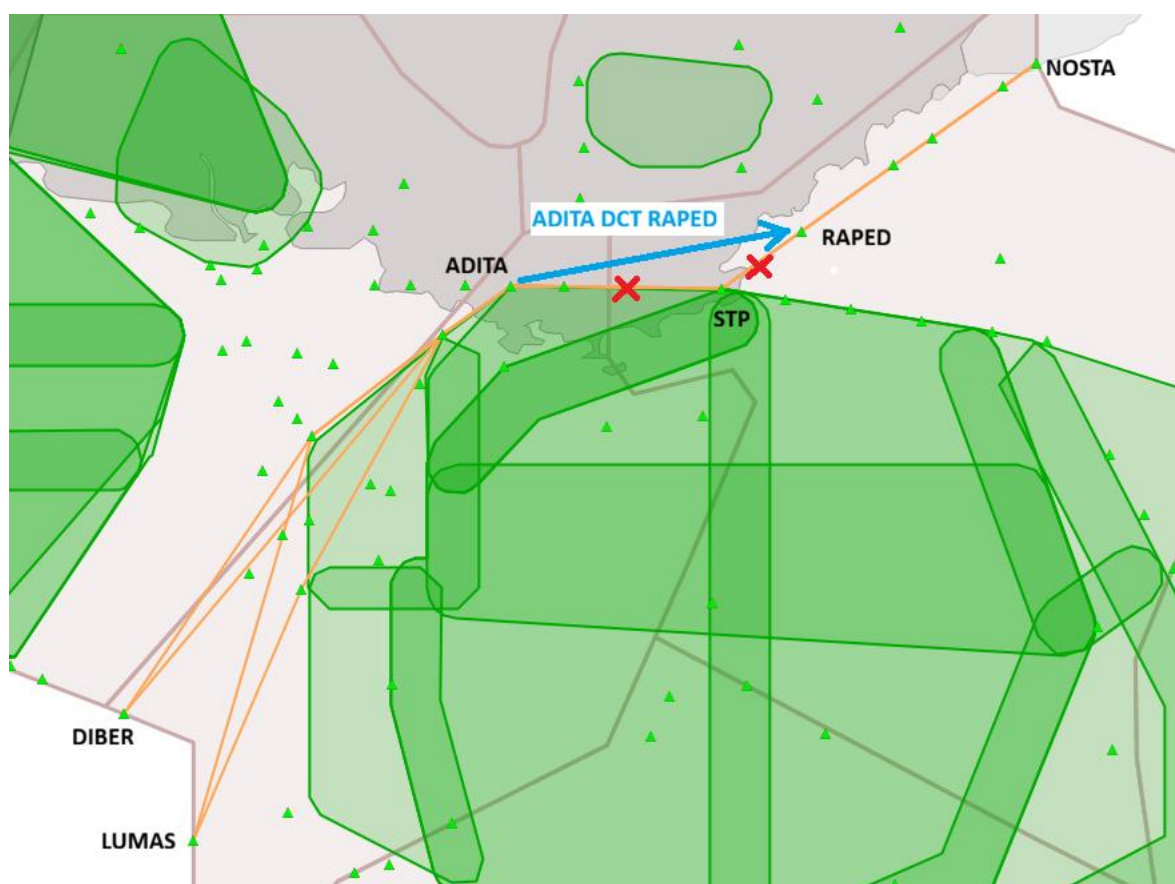 NOSTA
ADITA DCT RAPED
RAPED
ADITA
STP
DIBER
LUMAS